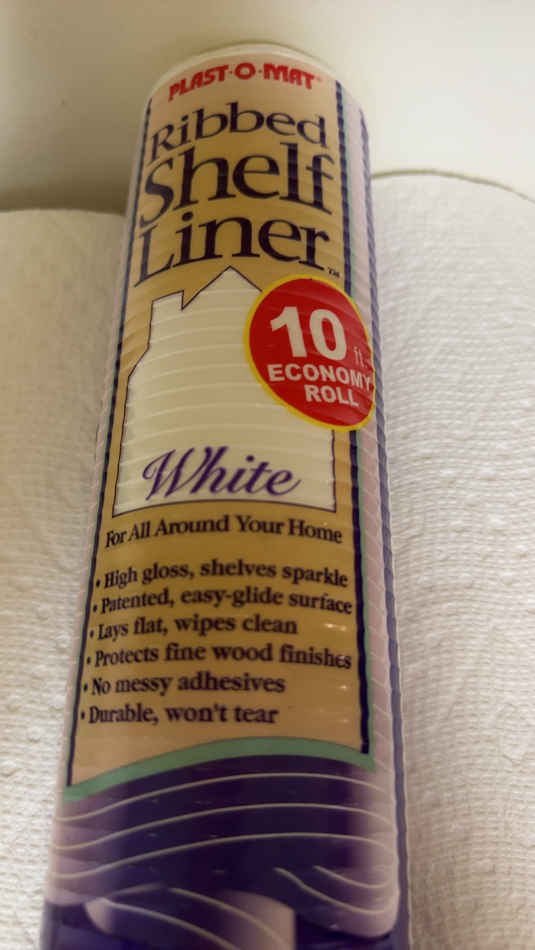 PLAST·O·MAT®
Ribbed
Shelf
Liner™
10 ft.
ECONOMY
ROLL
White
For All Around Your Home
• High gloss, shelves sparkle
• Patented, easy-glide surface
• Lays flat, wipes clean
• Protects fine wood finishes
• No messy adhesives
• Durable, won't tear